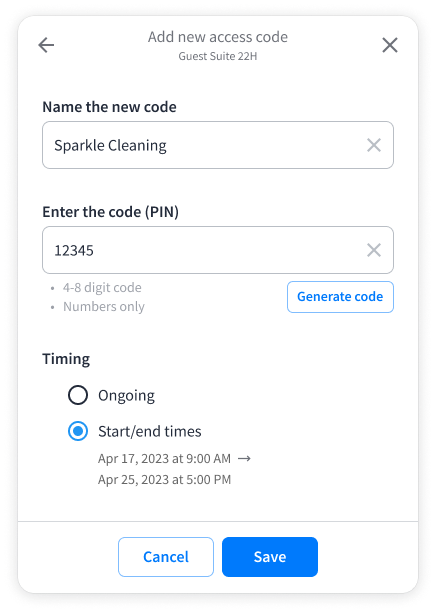 Add new access code
Guest Suite 22H
Name the new code
Sparkle Cleaning
Enter the code (PIN)
12345
• 4-8 digit code
• Numbers only
Generate code
Timing
Ongoing
Start/end times
Apr 17, 2023 at 9:00 AM →
Apr 25, 2023 at 5:00 PM
Cancel
Save